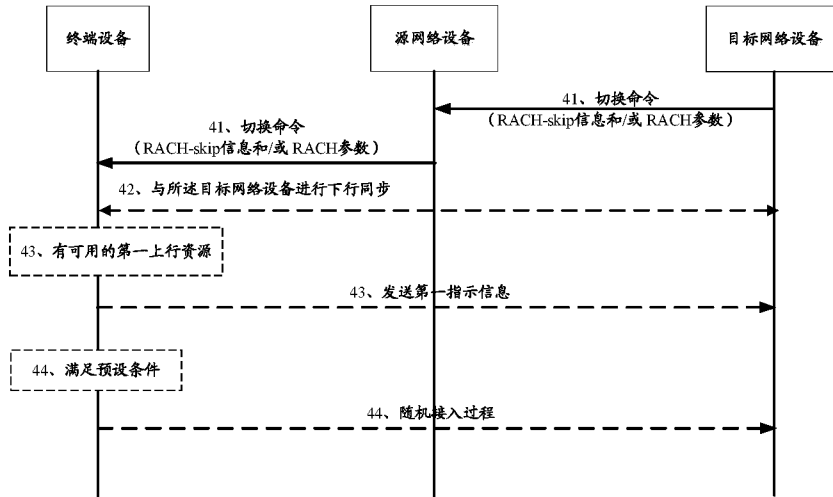 终端设备
源网络设备
目标网络设备
41、切换命令
（RACH-skip信息和/或 RACH参数）
41、切换命令
（RACH-skip信息和/或 RACH参数）
42、与所述目标网络设备进行下行同步
43、有可用的第一上行资源
43、发送第一指示信息
44、满足预设条件
44、随机接入过程